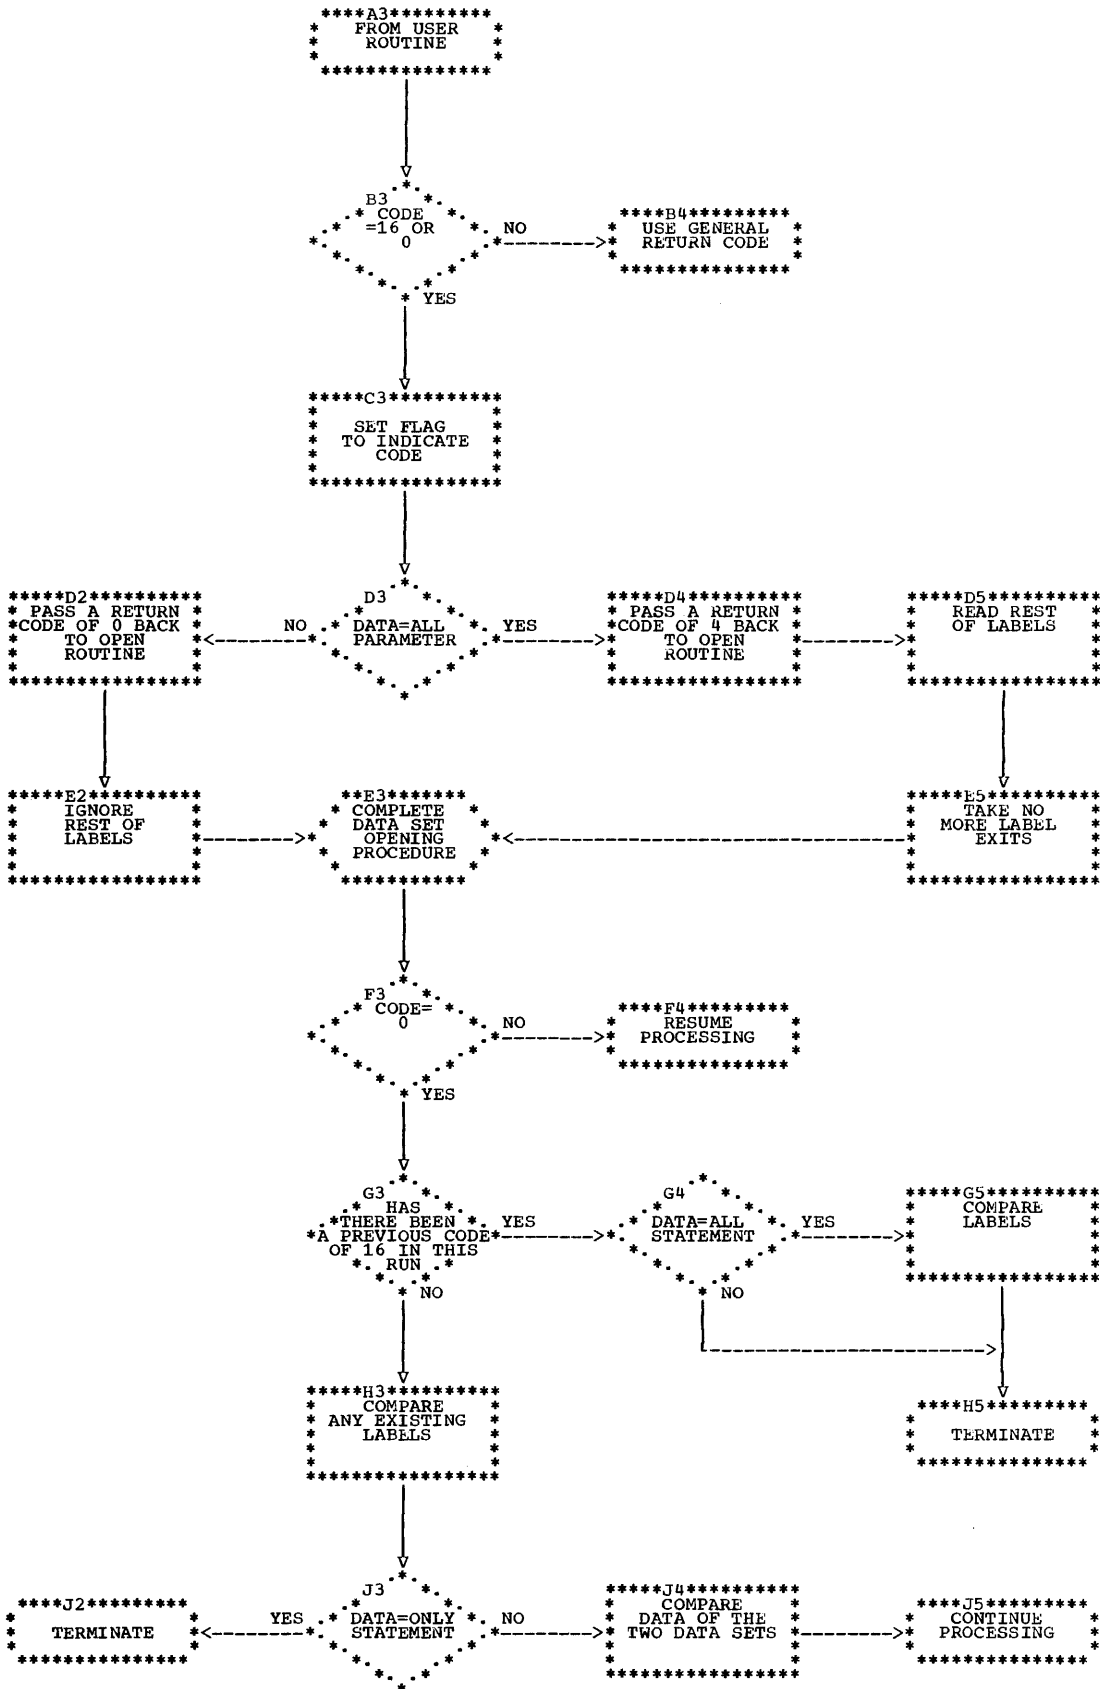 A3
FROM USER
ROUTINE
B3
CODE
=16 OR
0
NO
B4
USE GENERAL
RETURN CODE
YES
C3
SET FLAG
TO INDICATE
CODE
D2
PASS A RETURN
CODE OF 0 BACK
TO OPEN
ROUTINE
NO
D3
DATA=ALL
PARAMETER
YES
D4
PASS A RETURN
CODE OF 4 BACK
TO OPEN
ROUTINE
D5
READ REST
OF LABELS
E2
IGNORE
REST OF
LABELS
E3
COMPLETE
DATA SET
OPENING
PROCEDURE
E5
TAKE NO
MORE LABEL
EXITS
F3
CODE=
0
NO
F4
RESUME
PROCESSING
YES
G3
HAS
THERE BEEN
A PREVIOUS CODE
OF 16 IN THIS
RUN
YES
G4
DATA=ALL
STATEMENT
YES
G5
COMPARE
LABELS
NO
NO
H3
COMPARE
ANY EXISTING
LABELS
H5
TERMINATE
J2
TERMINATE
YES
J3
DATA=ONLY
STATEMENT
NO
J4
COMPARE
DATA OF THE
TWO DATA SETS
J5
CONTINUE
PROCESSING